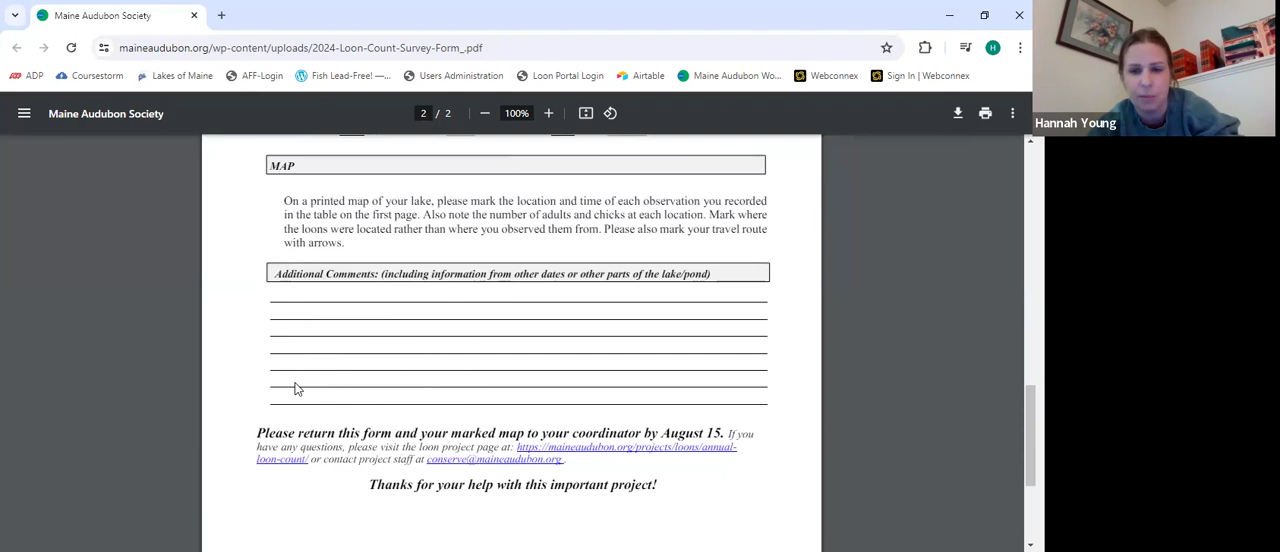 Maine Audubon Society
maineaudubon.org/wp-content/uploads/2024-Loon-Count-Survey-Form_.pdf
H
ADP
Coursestorm
Lakes of Maine
AFF-Login
Fish Lead-Free! —...
Users Administration
Loon Portal Login
Airtable
Maine Audubon Wo...
Webconnex
Sign In | Webconnex
Maine Audubon Society
2 / 2
100%
Hannah Young
MAP
On a printed map of your lake, please mark the location and time of each observation you recorded
in the table on the first page. Also note the number of adults and chicks at each location. Mark where
the loons were located rather than where you observed them from. Please also mark your travel route
with arrows.
Additional Comments: (including information from other dates or other parts of the lake/pond)
Please return this form and your marked map to your coordinator by August 15. If you
have any questions, please visit the loon project page at: https://maineaudubon.org/projects/loons/annual-
loon-count/ or contact project staff at conserve@maineaudubon.org .
Thanks for your help with this important project!